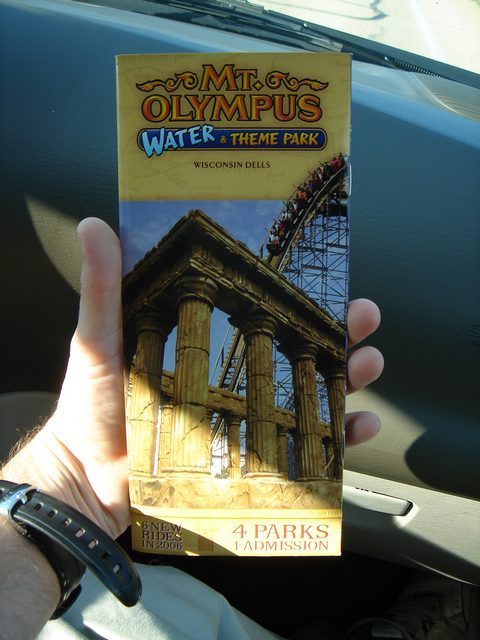 Mt.
Olympus
Water & Theme Park
Wisconsin Dells
6 New
Rides
in 2006
4 Parks
1 Admission